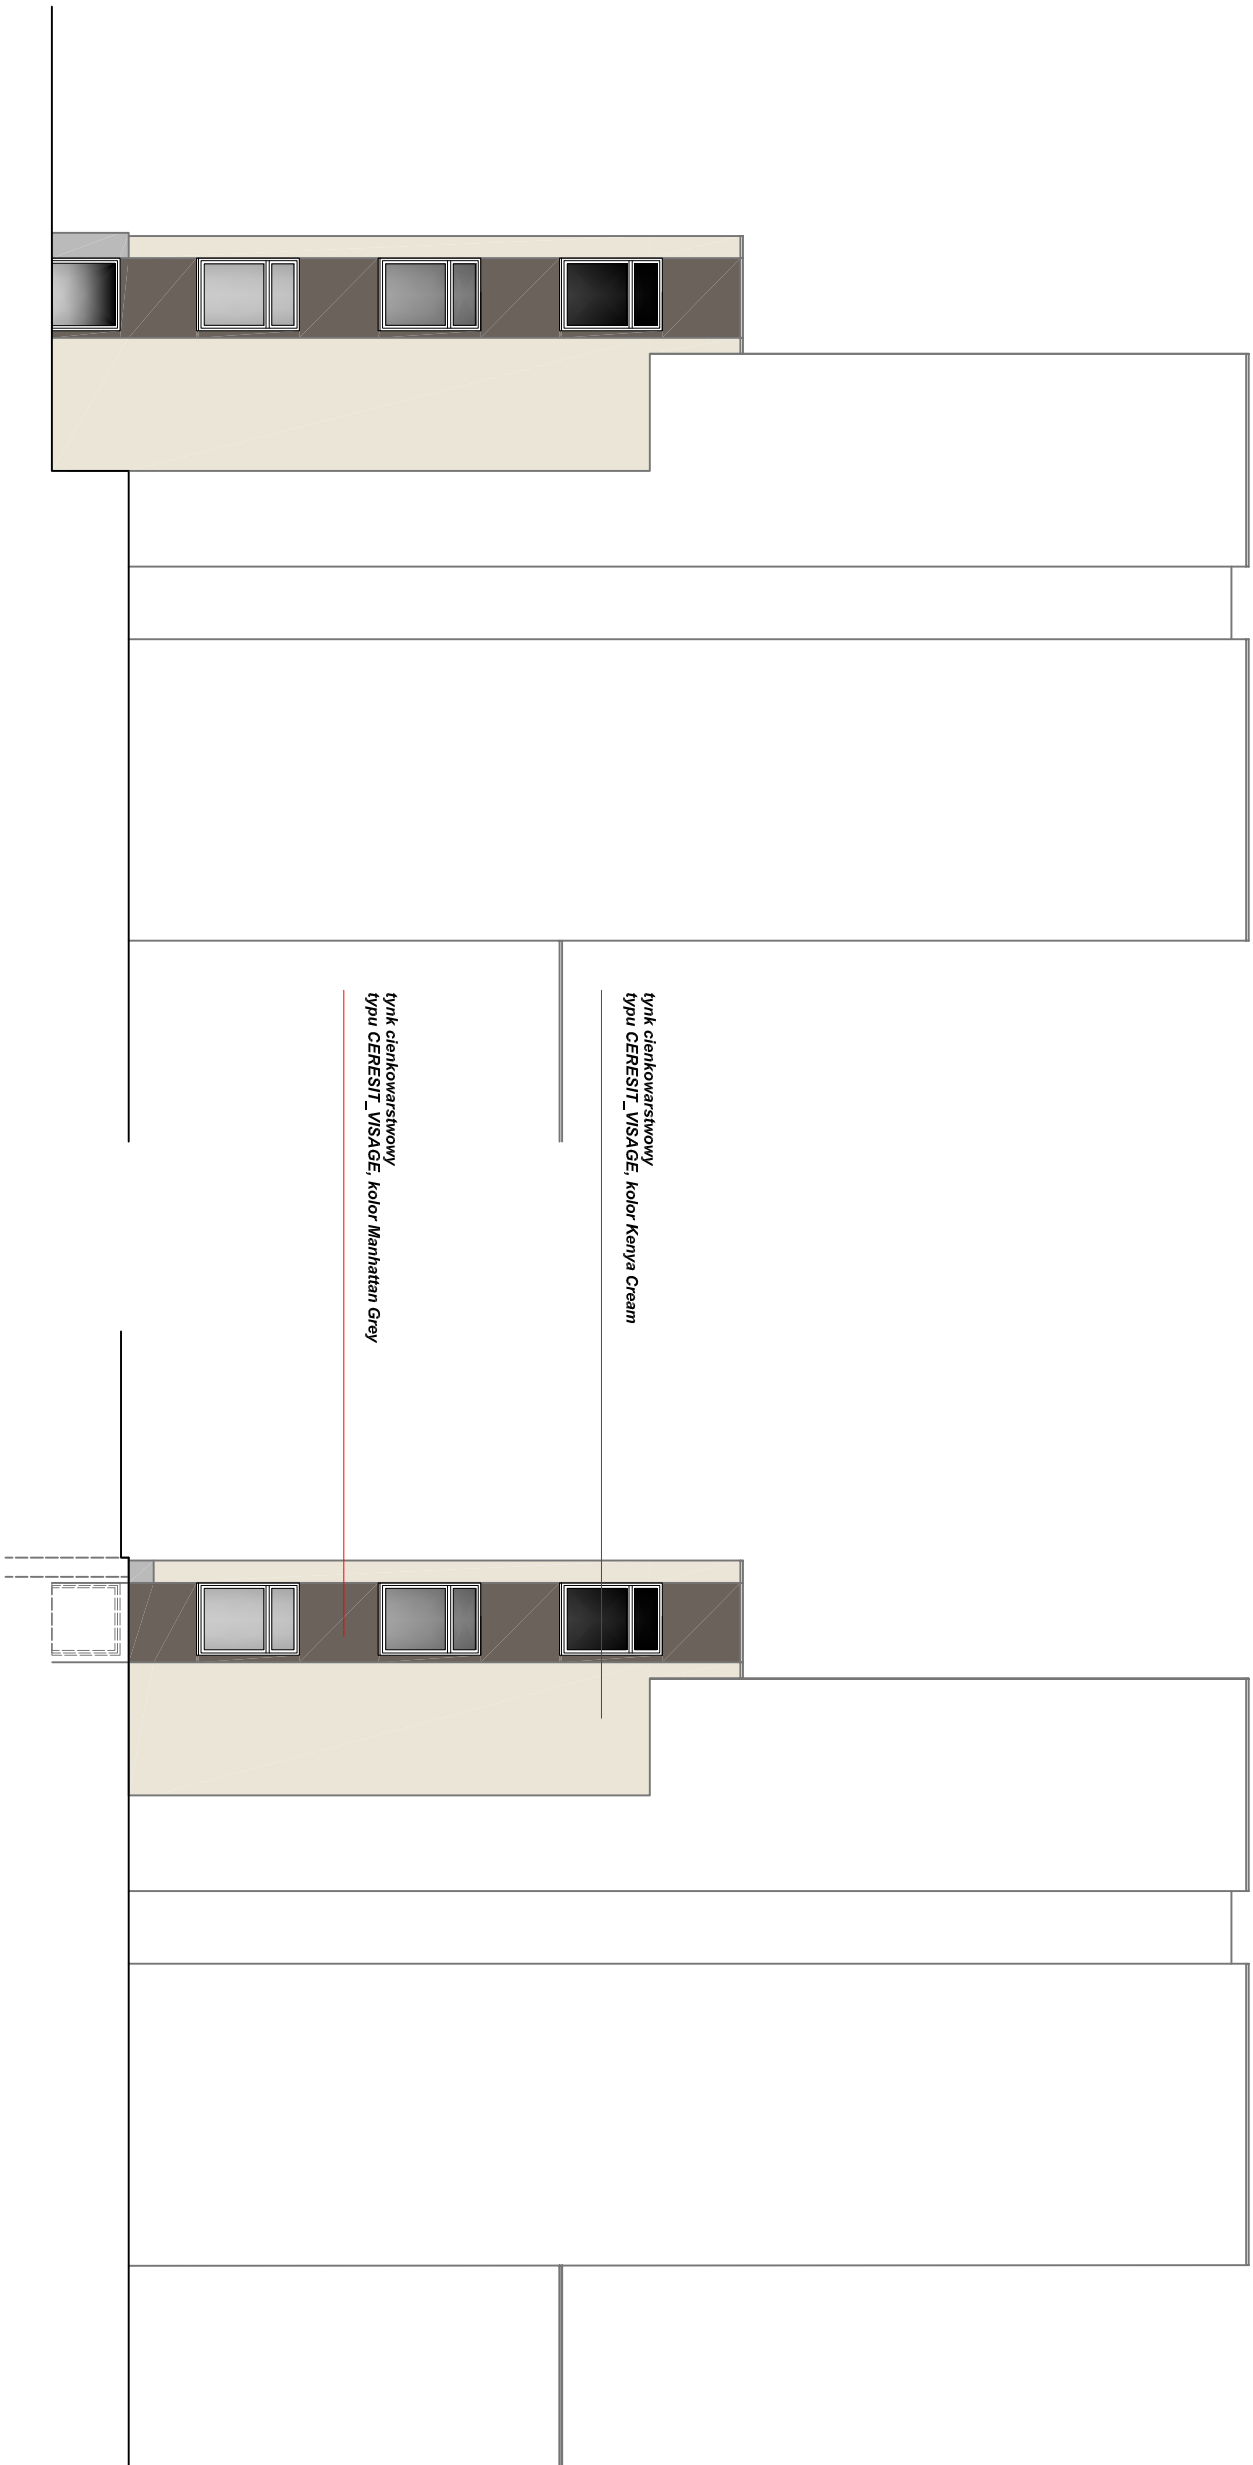 tynk cienkowarstwowy
typu CERESIT_VISAGE, kolor Kenya Cream
tynk cienkowarstwowy
typu CERESIT_VISAGE, kolor Manhattan Grey